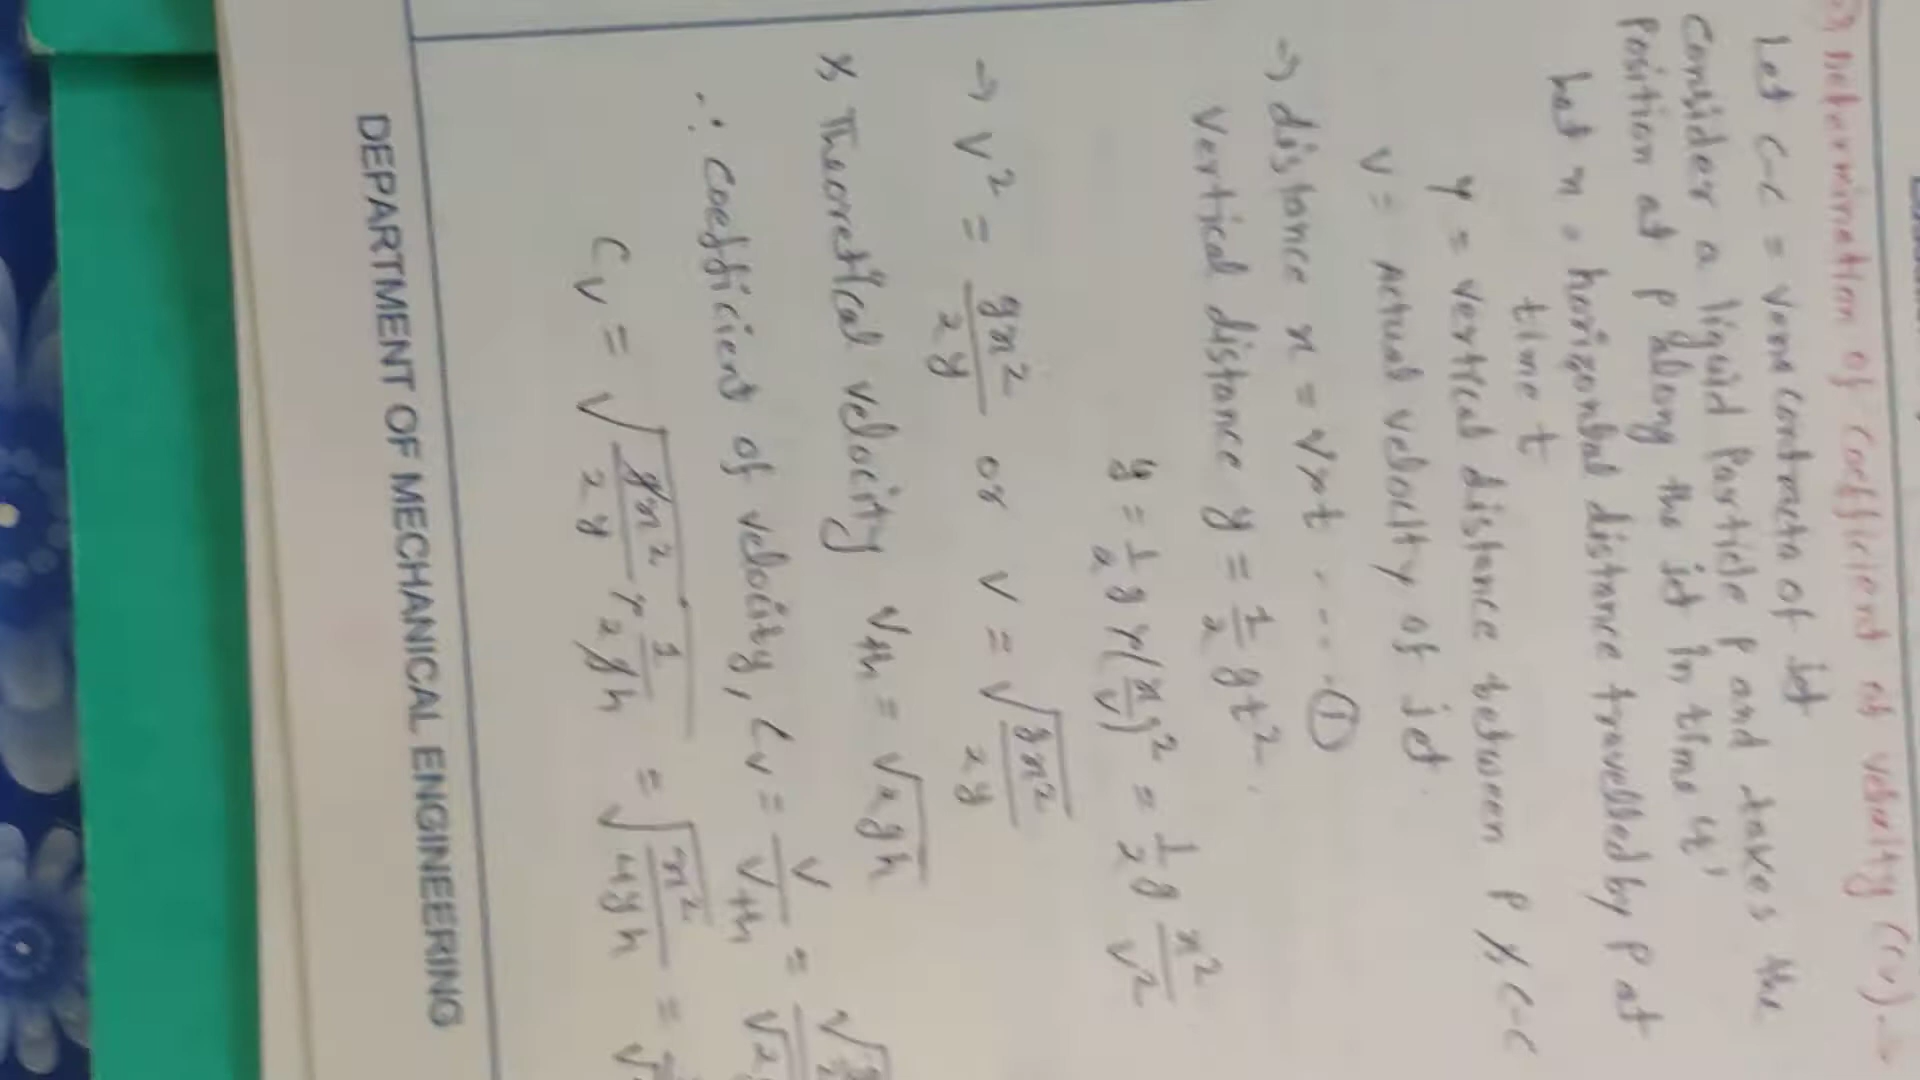 Determination of coefficient of velocity (Cv) →
Let c-c = vena contracta of jet
Consider a liquid particle P and takes the
position at P along the jet in time 't'
Let x = horizontal distance travelled by P at
time t
y = vertical distance between P & c-c
V = Actual velocity of jet.
→ distance x = V×t .... ①
Vertical distance y = 1/2 gt².
y = 1/2 g × (x/V)² = 1/2 g x²/V²
→ V² = gx²/2y or V = √(gx²/2y)
& Theoretical velocity Vth = √2gh
∴ coefficient of velocity, Cv = V/Vth =
Cv = √(gx²/2y × 1/2gh) = √(x²/4yh) =
DEPARTMENT OF MECHANICAL ENGINEERING